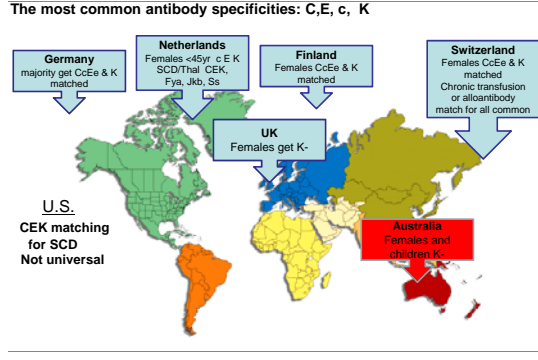 The most common antibody specificities: C,E, c, K
Germany
majority get CcEe & K
matched
Netherlands
Females <45yr c E K
SCD/Thal CEK,
Fya, Jkb, Ss
Finland
Females CcEe & K
matched
Switzerland
Females CcEe & K
matched
Chronic transfusion
or alloantibody
match for all common
UK
Females get K-
U.S.
CEK matching
for SCD
Not universal
Australia
Females and
children K-